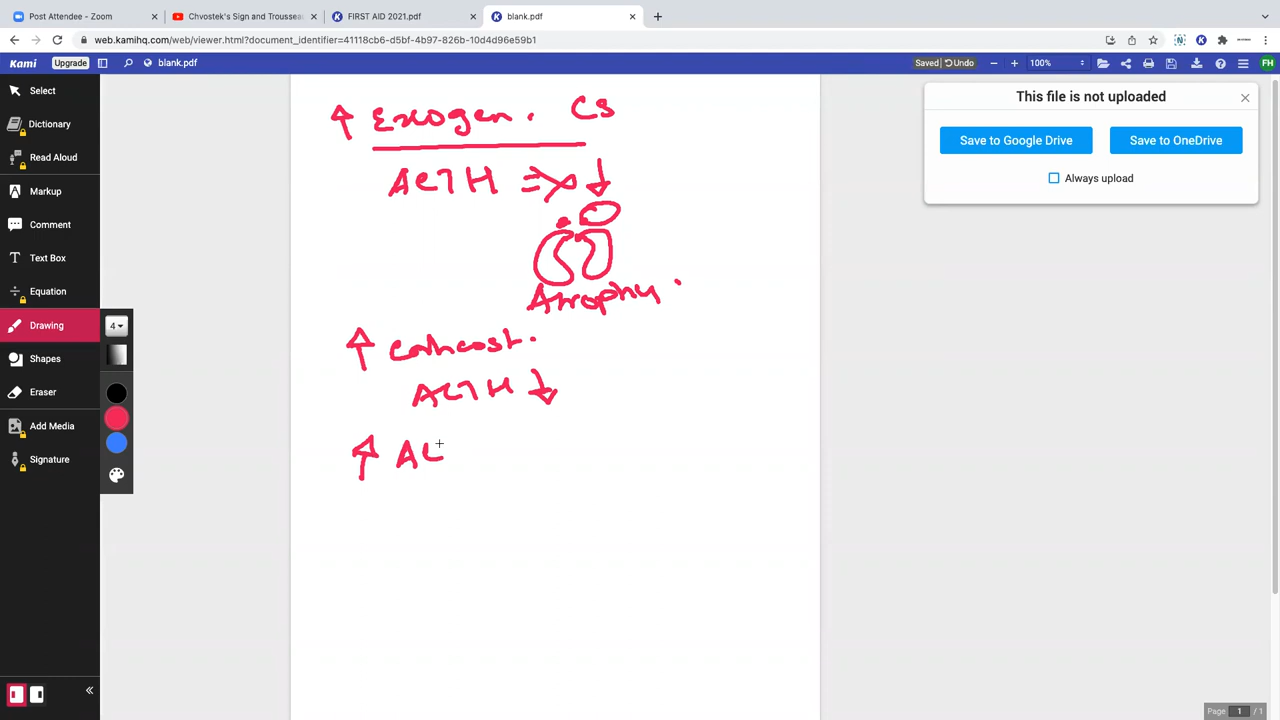 Post Attendee - Zoom
Chvostek's Sign and Trousseau
FIRST AID 2021.pdf
blank.pdf
web.kamihq.com/web/viewer.html?document_identifier=41118cb6-d5bf-4b97-826b-10d4d96e59b1
Kami Upgrade blank.pdf Saved Undo 100% FH
Select
Dictionary
Read Aloud
Markup
Comment
Text Box
Equation
Drawing
Shapes
Eraser
Add Media
Signature
4
↑ Exogen. CS
ACTH => ↓
Atrophy.
↑
ACTH ↓
↑ AC
This file is not uploaded
Save to Google Drive Save to OneDrive
Always upload
Page 1 / 1